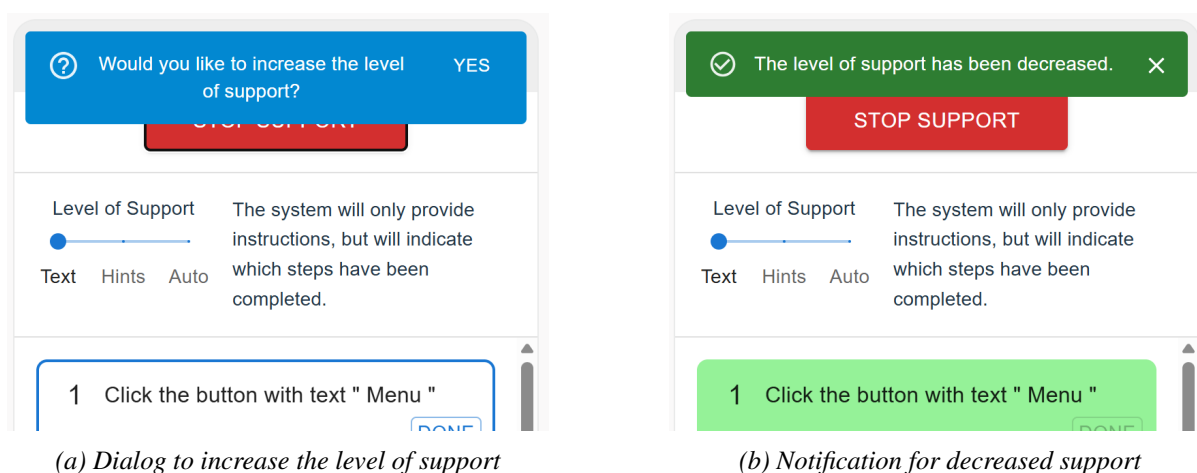 Would you like to increase the level
of support?
YES
STOP SUPPORT
Level of Support
Text Hints Auto
The system will only provide
instructions, but will indicate
which steps have been
completed.
1 Click the button with text " Menu "
DONE
(a) Dialog to increase the level of support
The level of support has been decreased.
STOP SUPPORT
Level of Support
Text Hints Auto
The system will only provide
instructions, but will indicate
which steps have been
completed.
1 Click the button with text " Menu "
DONE
(b) Notification for decreased support